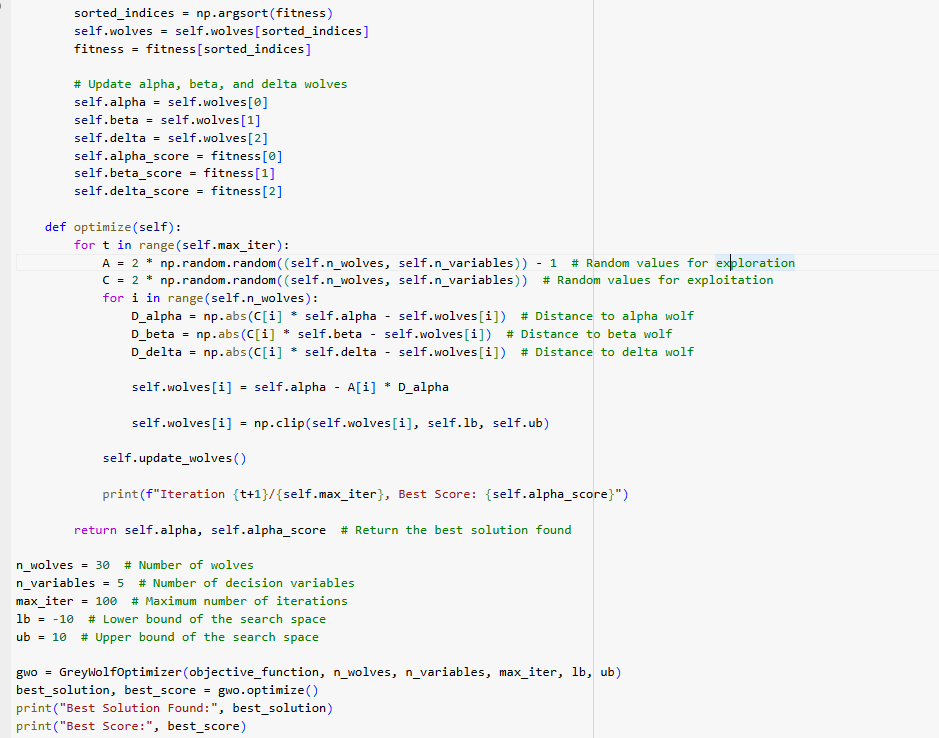 sorted_indices = np.argsort(fitness)
self.wolves = self.wolves[sorted_indices]
fitness = fitness[sorted_indices]
# Update alpha, beta, and delta wolves
self.alpha = self.wolves[0]
self.beta = self.wolves[1]
self.delta = self.wolves[2]
self.alpha_score = fitness[0]
self.beta_score = fitness[1]
self.delta_score = fitness[2]
def optimize(self):
for t in range(self.max_iter):
A = 2 * np.random.random((self.n_wolves, self.n_variables)) - 1  # Random values for exploration
C = 2 * np.random.random((self.n_wolves, self.n_variables))  # Random values for exploitation
for i in range(self.n_wolves):
D_alpha = np.abs(C[i] * self.alpha - self.wolves[i])  # Distance to alpha wolf
D_beta = np.abs(C[i] * self.beta - self.wolves[i])  # Distance to beta wolf
D_delta = np.abs(C[i] * self.delta - self.wolves[i])  # Distance to delta wolf
self.wolves[i] = self.alpha - A[i] * D_alpha
self.wolves[i] = np.clip(self.wolves[i], self.lb, self.ub)
self.update_wolves()
print(f"Iteration {t+1}/{self.max_iter}, Best Score: {self.alpha_score}")
return self.alpha, self.alpha_score  # Return the best solution found
n_wolves = 30  # Number of wolves
n_variables = 5  # Number of decision variables
max_iter = 100  # Maximum number of iterations
lb = -10  # Lower bound of the search space
ub = 10  # Upper bound of the search space
gwo = GreyWolfOptimizer(objective_function, n_wolves, n_variables, max_iter, lb, ub)
best_solution, best_score = gwo.optimize()
print("Best Solution Found:", best_solution)
print("Best Score:", best_score)